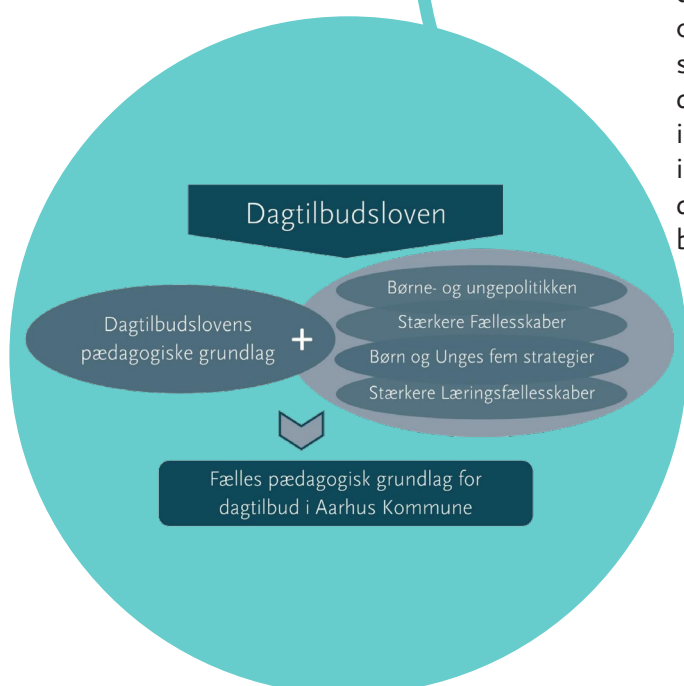 Dagtilbudsloven
Dagtilbudslovens
pædagogiske grundlag
+
Børne- og ungepolitikken
Stærkere Fællesskaber
Børn og Unges fem strategier
Stærkere Læringsfællesskaber
Fælles pædagogisk grundlag for
dagtilbud i Aarhus Kommune